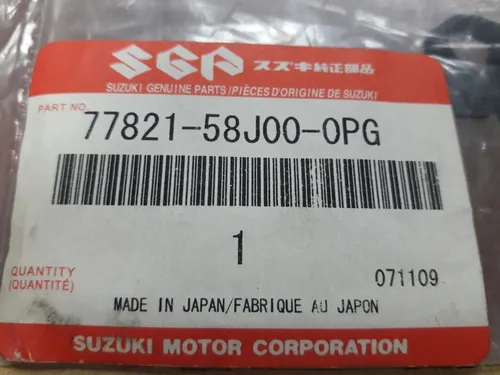 SGP スズキ純正部品
SUZUKI GENUINE PARTS/PIÈCES D'ORIGINE DE SUZUKI
PART NO.
77821-58J00-0PG
1
QUANTITY
(QUANTITÉ)
071109
MADE IN JAPAN/FABRIQUE AU JAPON
SUZUKI MOTOR CORPORATION